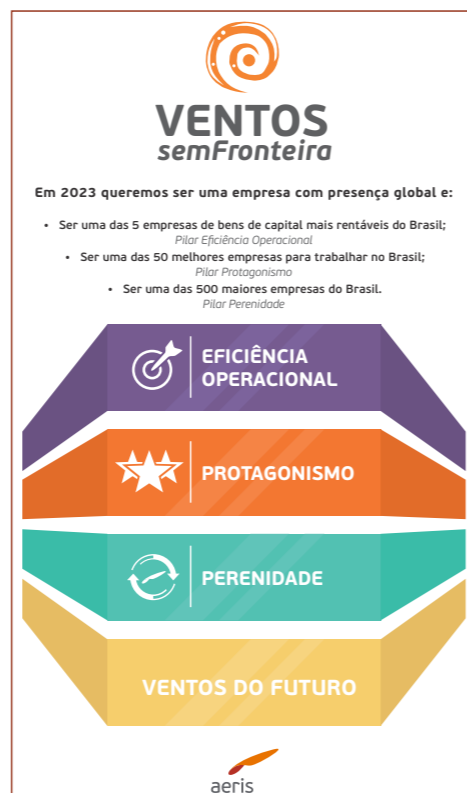 VENTOS
semFronteira
Em 2023 queremos ser uma empresa com presença global e:
• Ser uma das 5 empresas de bens de capital mais rentáveis do Brasil;
Pilar Eficiência Operacional
• Ser uma das 50 melhores empresas para trabalhar no Brasil;
Pilar Protagonismo
• Ser uma das 500 maiores empresas do Brasil.
Pilar Perenidade
EFICIÊNCIA
OPERACIONAL
PROTAGONISMO
PERENIDADE
VENTOS DO FUTURO
aeris